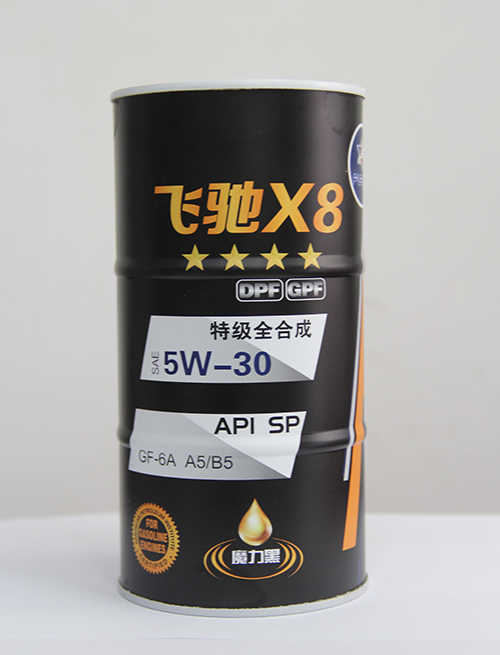 飞驰X8
DPF GPF
特级全合成
SAE 5W-30
API SP
GF-6A A5/B5
FOR
GASOLINE
ENGINES
CERTIFIED
魔力黑